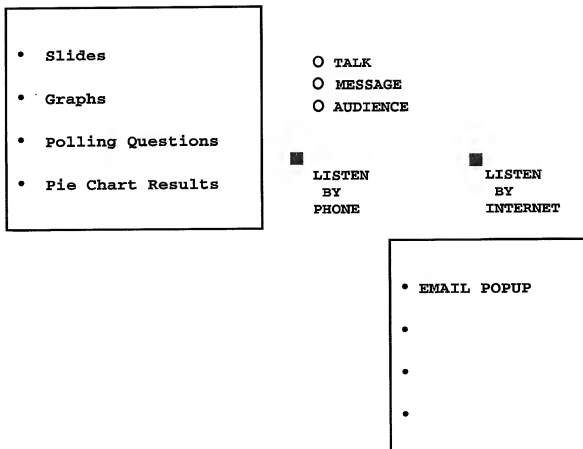 • Slides
• Graphs
• Polling Questions
• Pie Chart Results
O TALK
O MESSAGE
O AUDIENCE
LISTEN
BY
PHONE
LISTEN
BY
INTERNET
• EMAIL POPUP
•
•
•